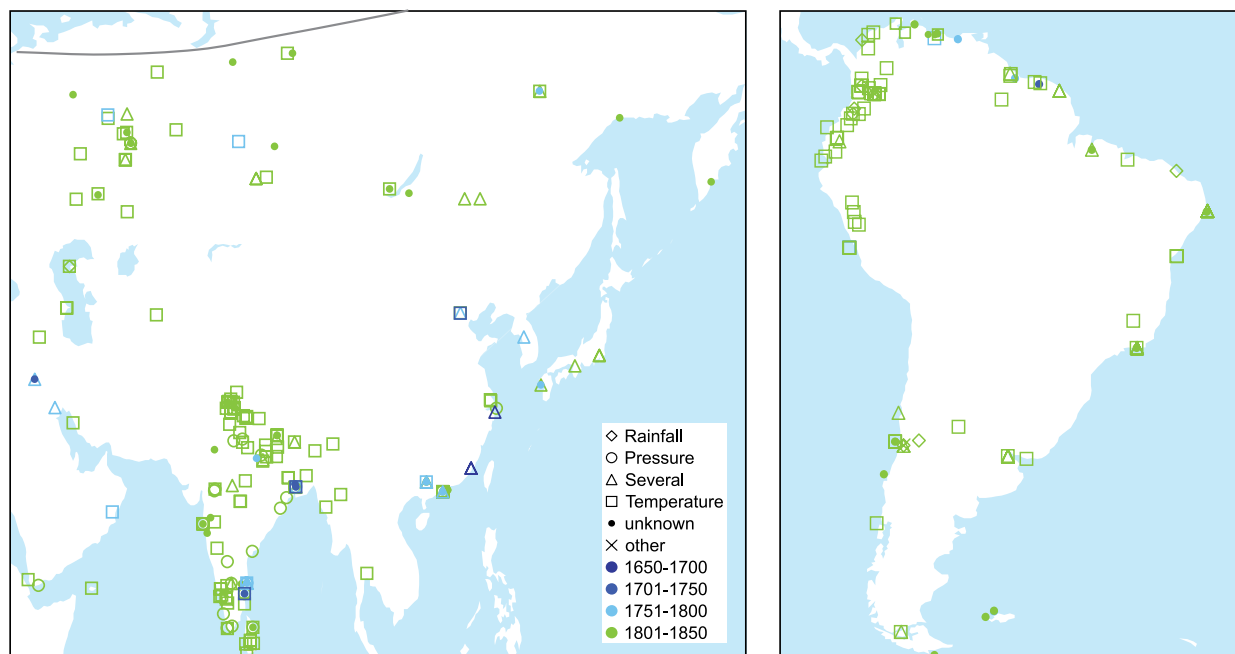 Rainfall
Pressure
Several
Temperature
unknown
other
1650-1700
1701-1750
1751-1800
1801-1850